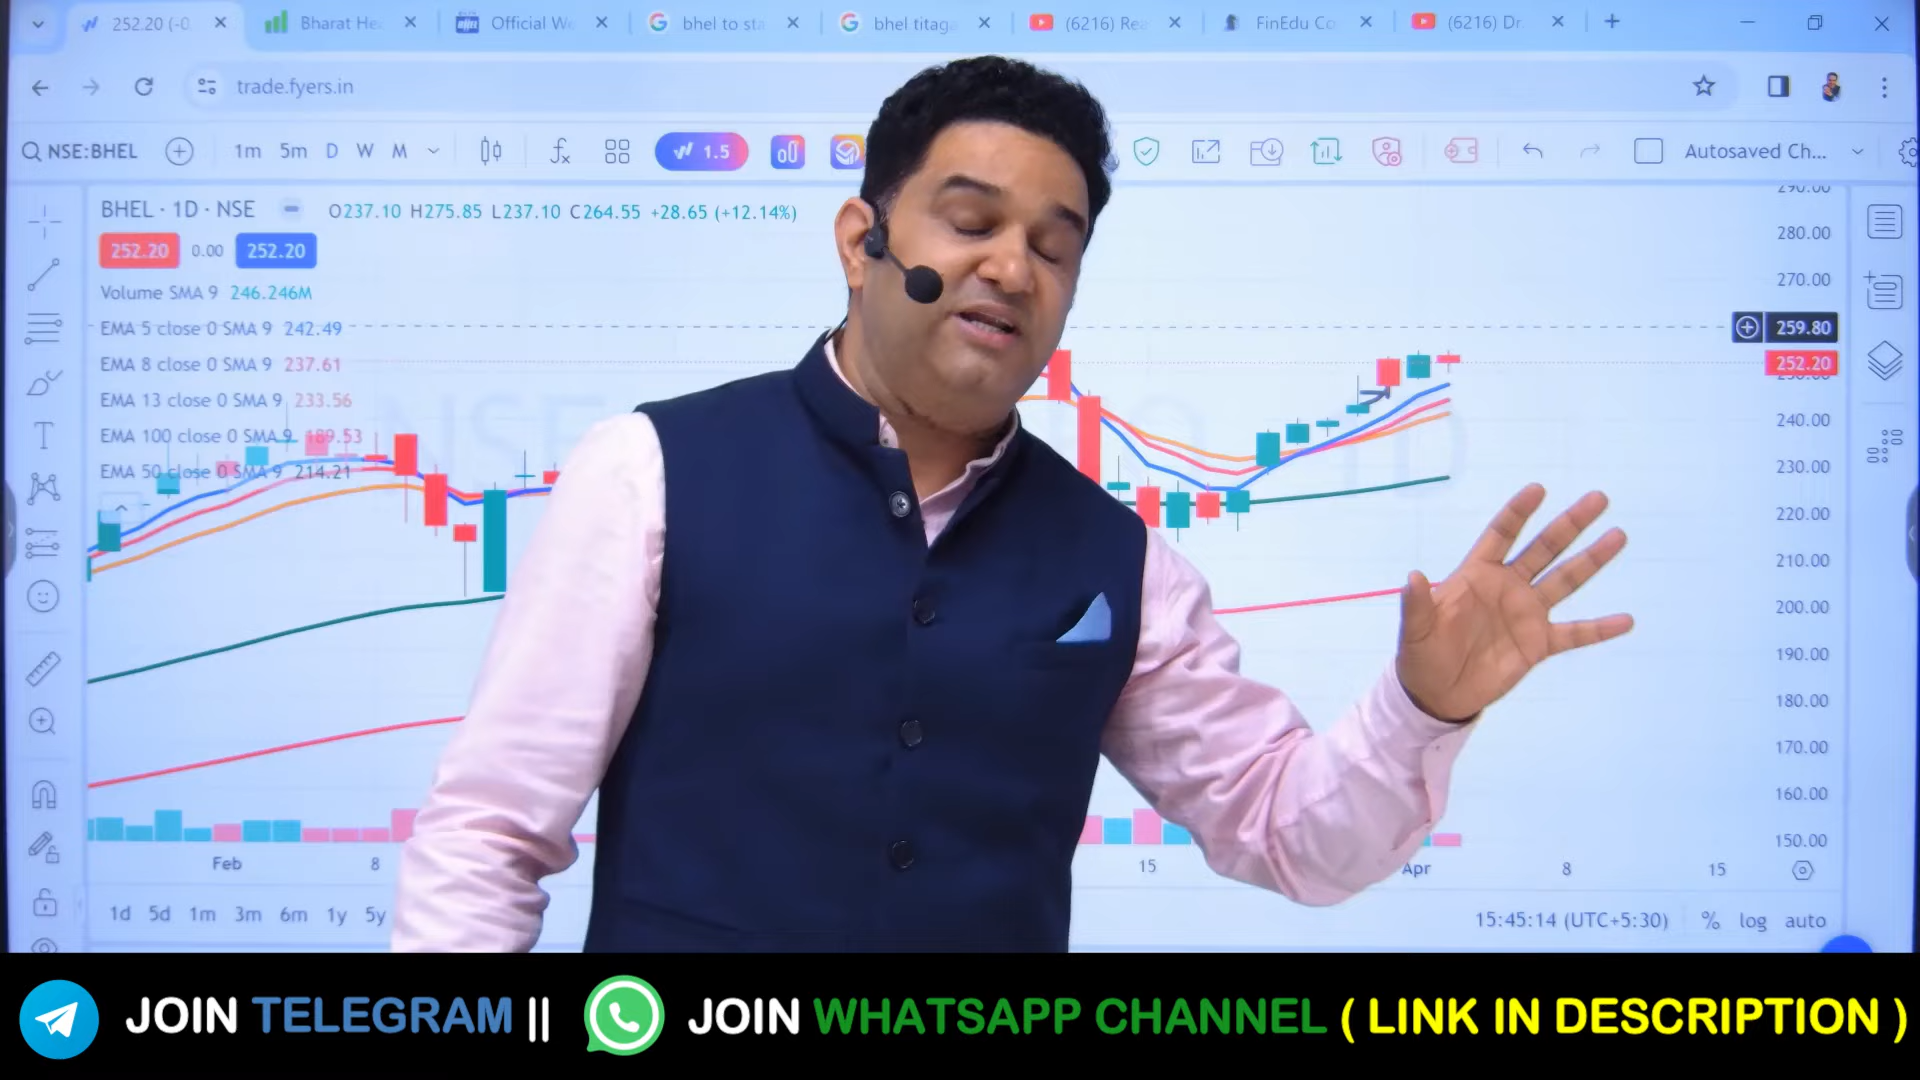 252.20 (-0
Bharat He
Official We
bhel to sta
bhel titaga
(6216) Rea
FinEdu Co
(6216) Dr.
trade.fyers.in
NSE:BHEL
1m 5m D W M
1.5
Autosaved Ch...
BHEL · 1D · NSE
O237.10 H275.85 L237.10 C264.55 +28.65 (+12.14%)
252.20 0.00 252.20
Volume SMA 9 246.246M
EMA 5 close 0 SMA 9 242.49
EMA 8 close 0 SMA 9 237.61
EMA 13 close 0 SMA 9 233.56
EMA 100 close 0 SMA 9 189.53
EMA 50 close 0 SMA 9 214.21
290.00
280.00
270.00
259.80
252.20
240.00
230.00
220.00
210.00
200.00
190.00
180.00
170.00
160.00
150.00
Feb 8 15 Apr 8 15
1d 5d 1m 3m 6m 1y 5y
15:45:14 (UTC+5:30) % log auto
JOIN TELEGRAM || JOIN WHATSAPP CHANNEL ( LINK IN DESCRIPTION )